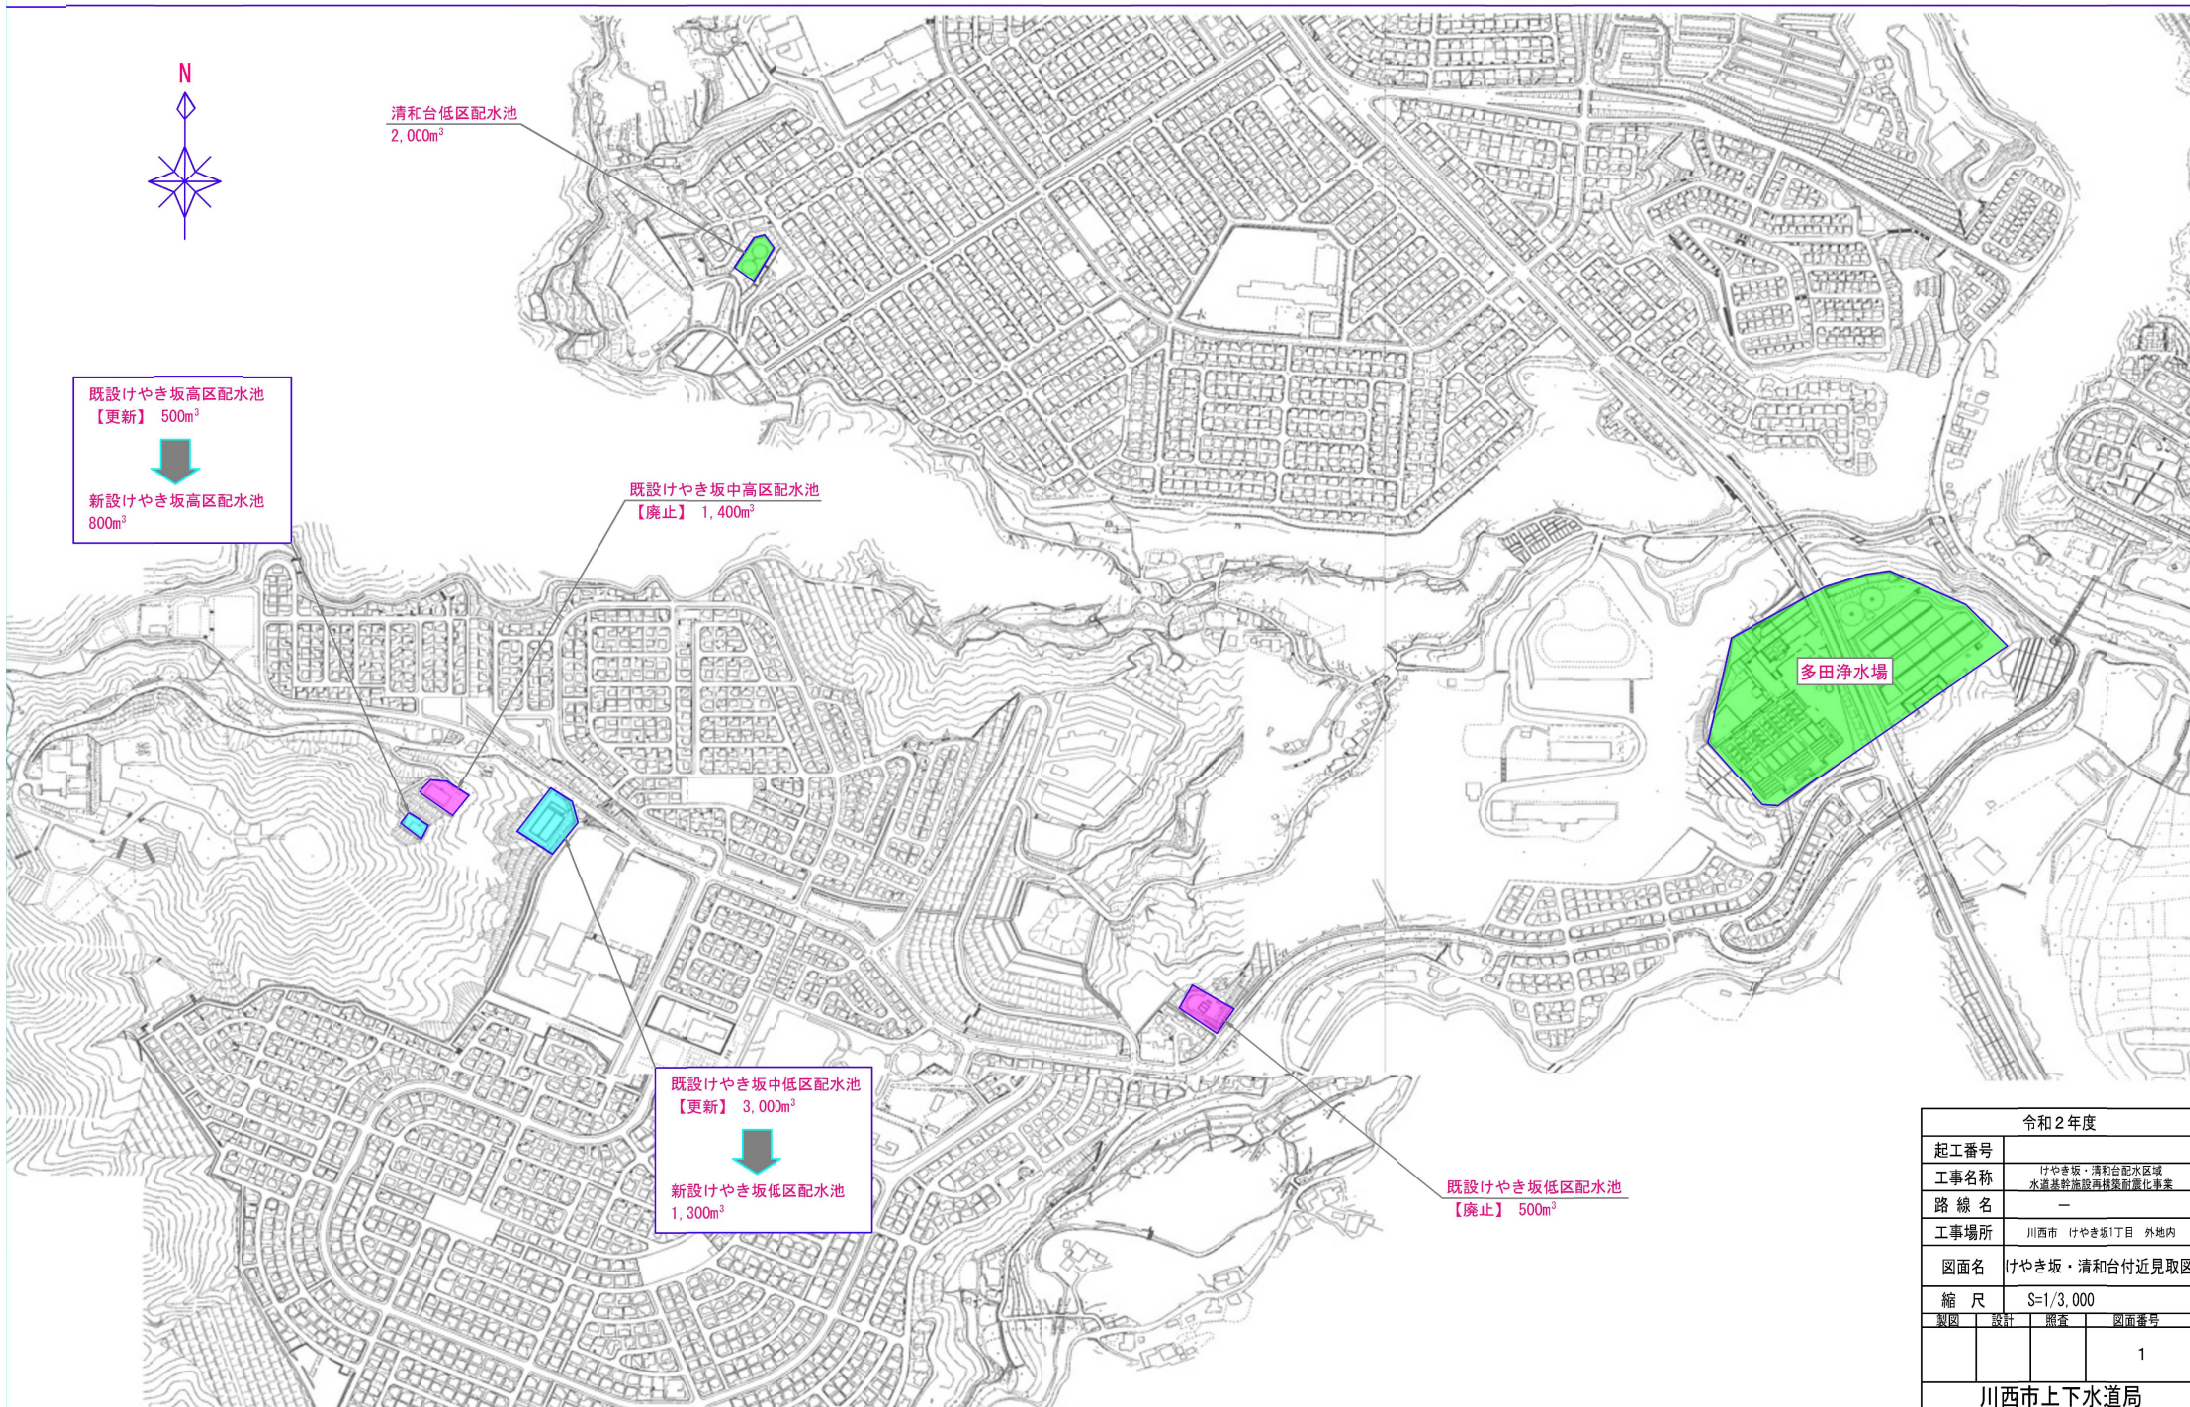 N
清和台低区配水池
2,000m³
既設けやき坂高区配水池
【更新】 500m³
新設けやき坂高区配水池
800m³
既設けやき坂中高区配水池
【廃止】 1,400m³
多田浄水場
既設けやき坂中低区配水池
【更新】 3,000m³
新設けやき坂低区配水池
1,300m³
既設けやき坂低区配水池
【廃止】 500m³
令和2年度
起工番号
工事名称 けやき坂・清和台配水区域
水道基幹施設再構築耐震化事業
路線名 －
工事場所 川西市 けやき坂1丁目 外地内
図面名 けやき坂・清和台付近見取図
縮尺 S=1/3,000
製図 設計 照査 図面番号
1
川西市上下水道局